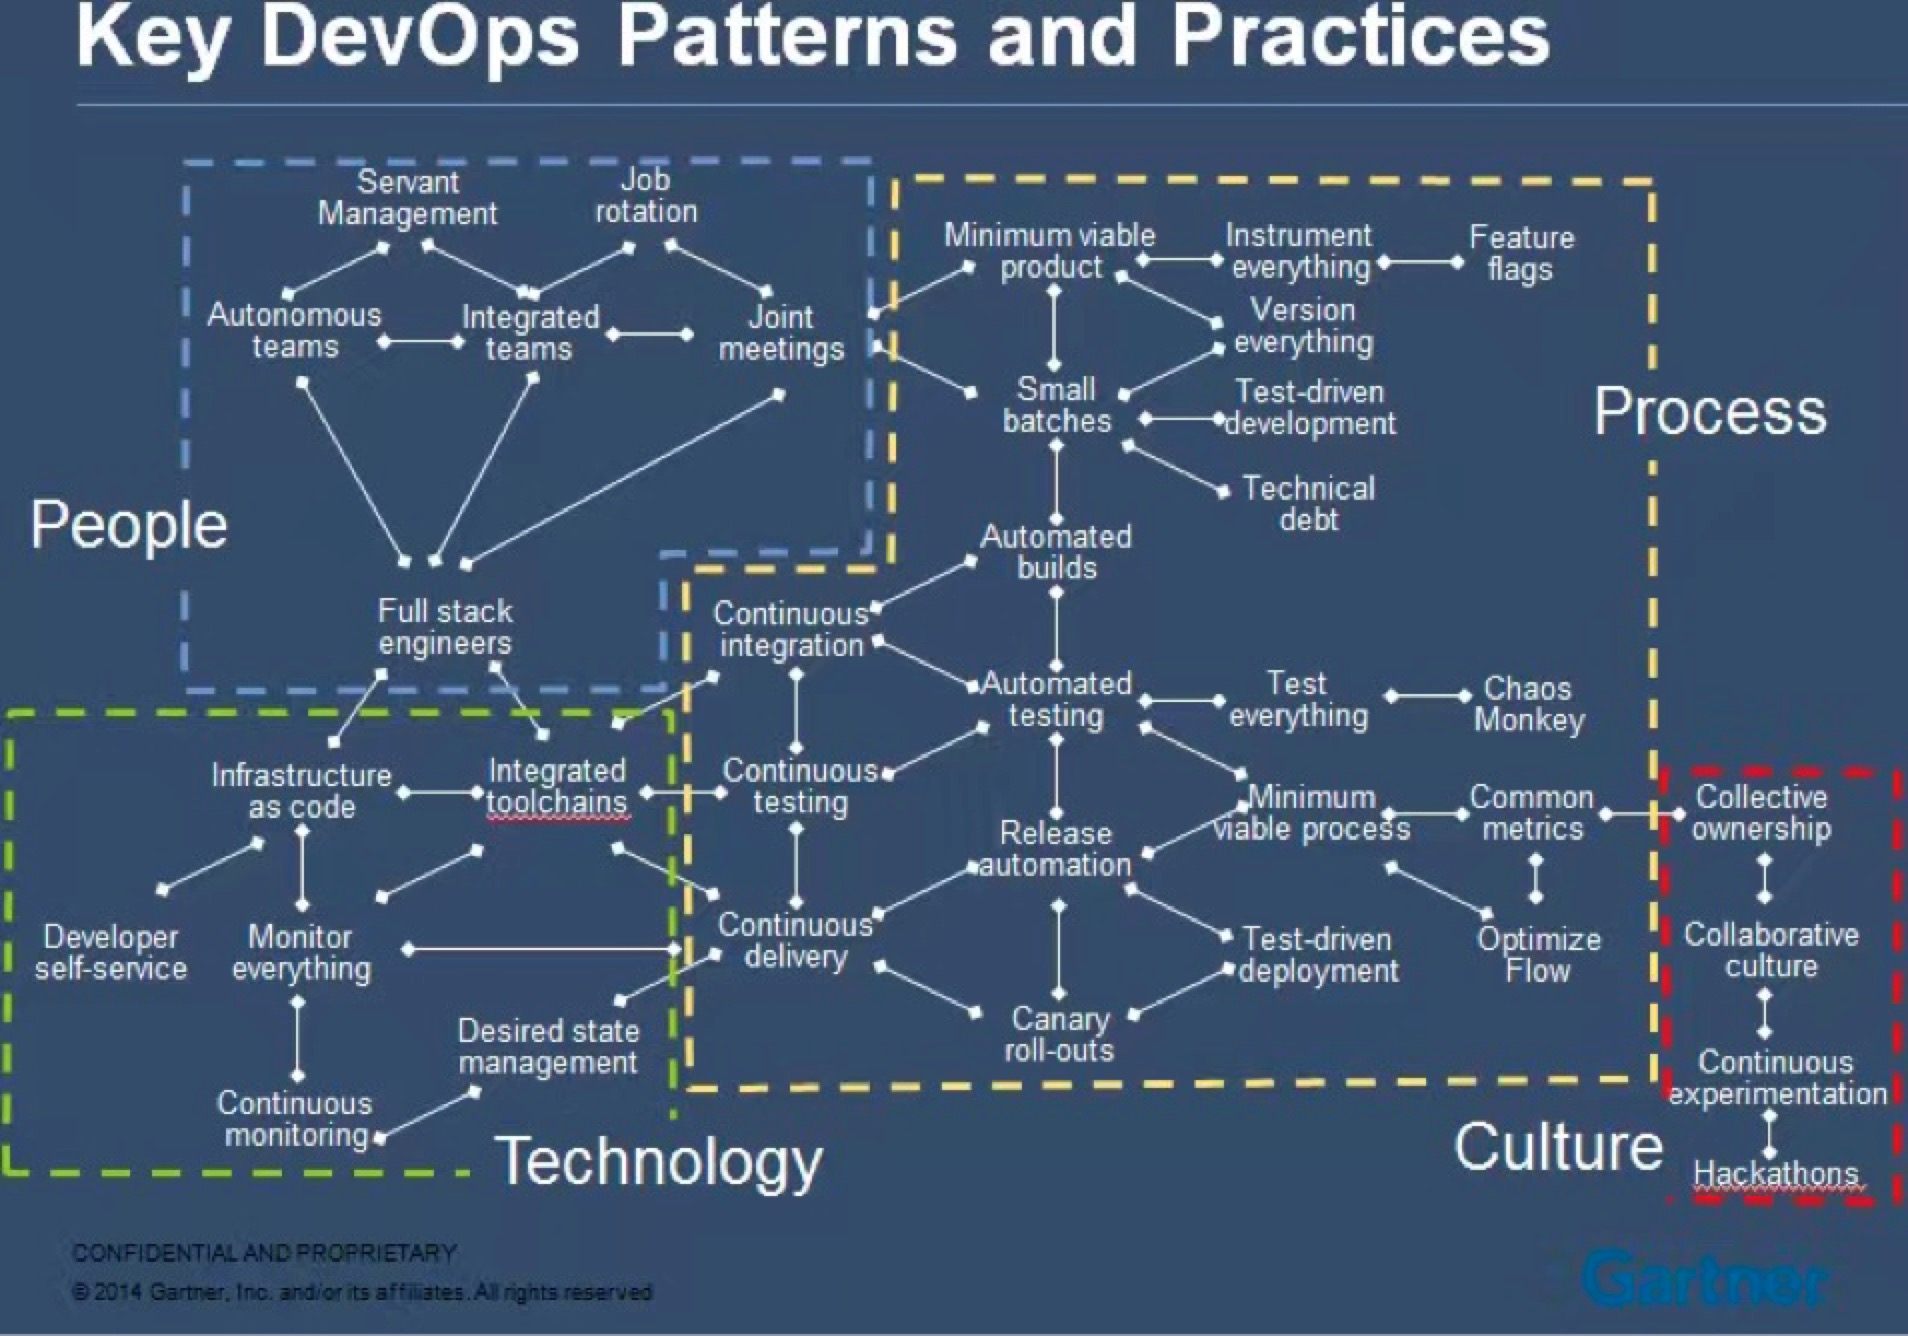 Key DevOps Patterns and Practices
Servant
Management
Job
rotation
Autonomous
teams
Integrated
teams
Joint
meetings
People
Full stack
engineers
Minimum viable
product
Instrument
everything
Feature
flags
Version
everything
Small
batches
Test-driven
development
Technical
debt
Process
Automated
builds
Continuous
integration
Automated
testing
Test
everything
Chaos
Monkey
Infrastructure
as code
Integrated
toolchains
Continuous
testing
Release
automation
Minimum
viable process
Common
metrics
Collective
ownership
Developer
self-service
Monitor
everything
Continuous
delivery
Test-driven
deployment
Optimize
Flow
Collaborative
culture
Desired state
management
Canary
roll-outs
Continuous
experimentation
Continuous
monitoring
Technology
Culture
Hackathons
CONFIDENTIAL AND PROPRIETARY
© 2014 Gartner, Inc. and/or its affiliates. All rights reserved
Gartner